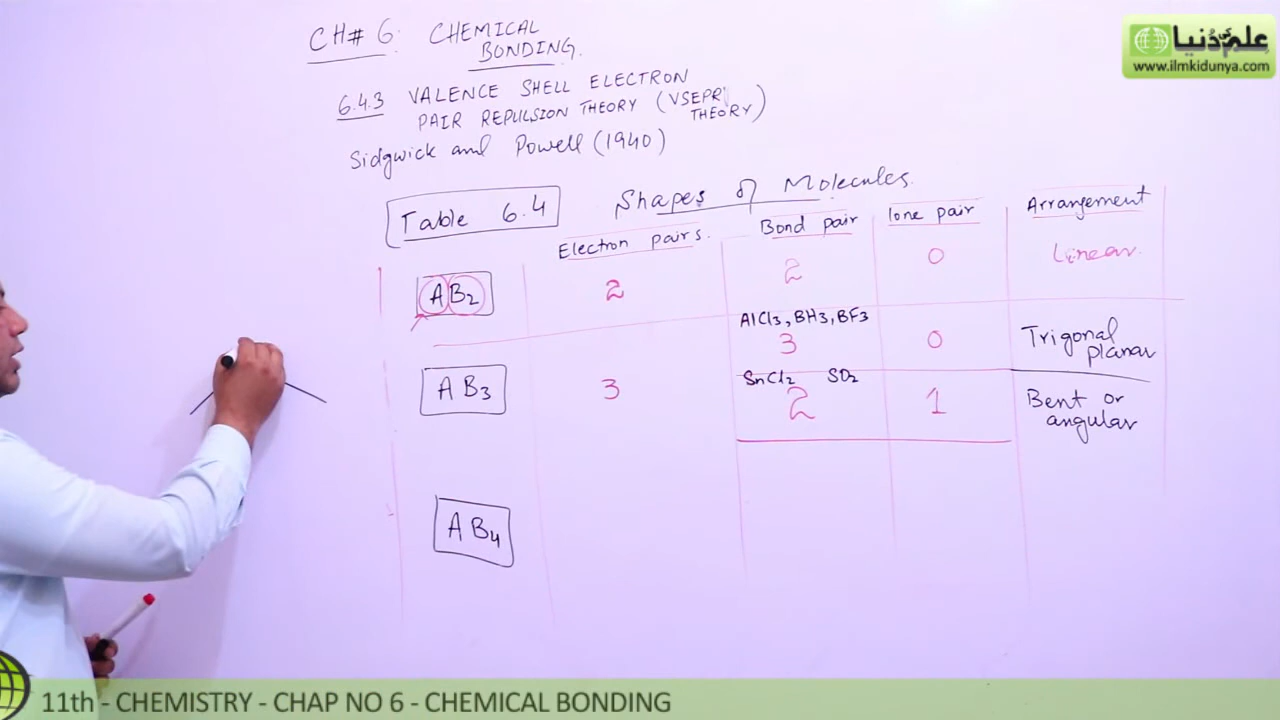 CH# 6. CHEMICAL
BONDING.
6.4.3 VALENCE SHELL ELECTRON
PAIR REPULSION THEORY (VSEPR
THEORY)
Sidgwick and Powell (1940)
Table 6.4
Shapes of Molecules.
Electron pairs. Bond pair lone pair Arrangement
AB2 2 2 0 Linear.
AlCl3, BH3, BF3
AB3 3 3 0 Trigonal
planar
SnCl2 SO2
2 1 Bent or
angular
AB4
علم کی دُنیا
www.ilmkidunya.com
11th - CHEMISTRY - CHAP NO 6 - CHEMICAL BONDING